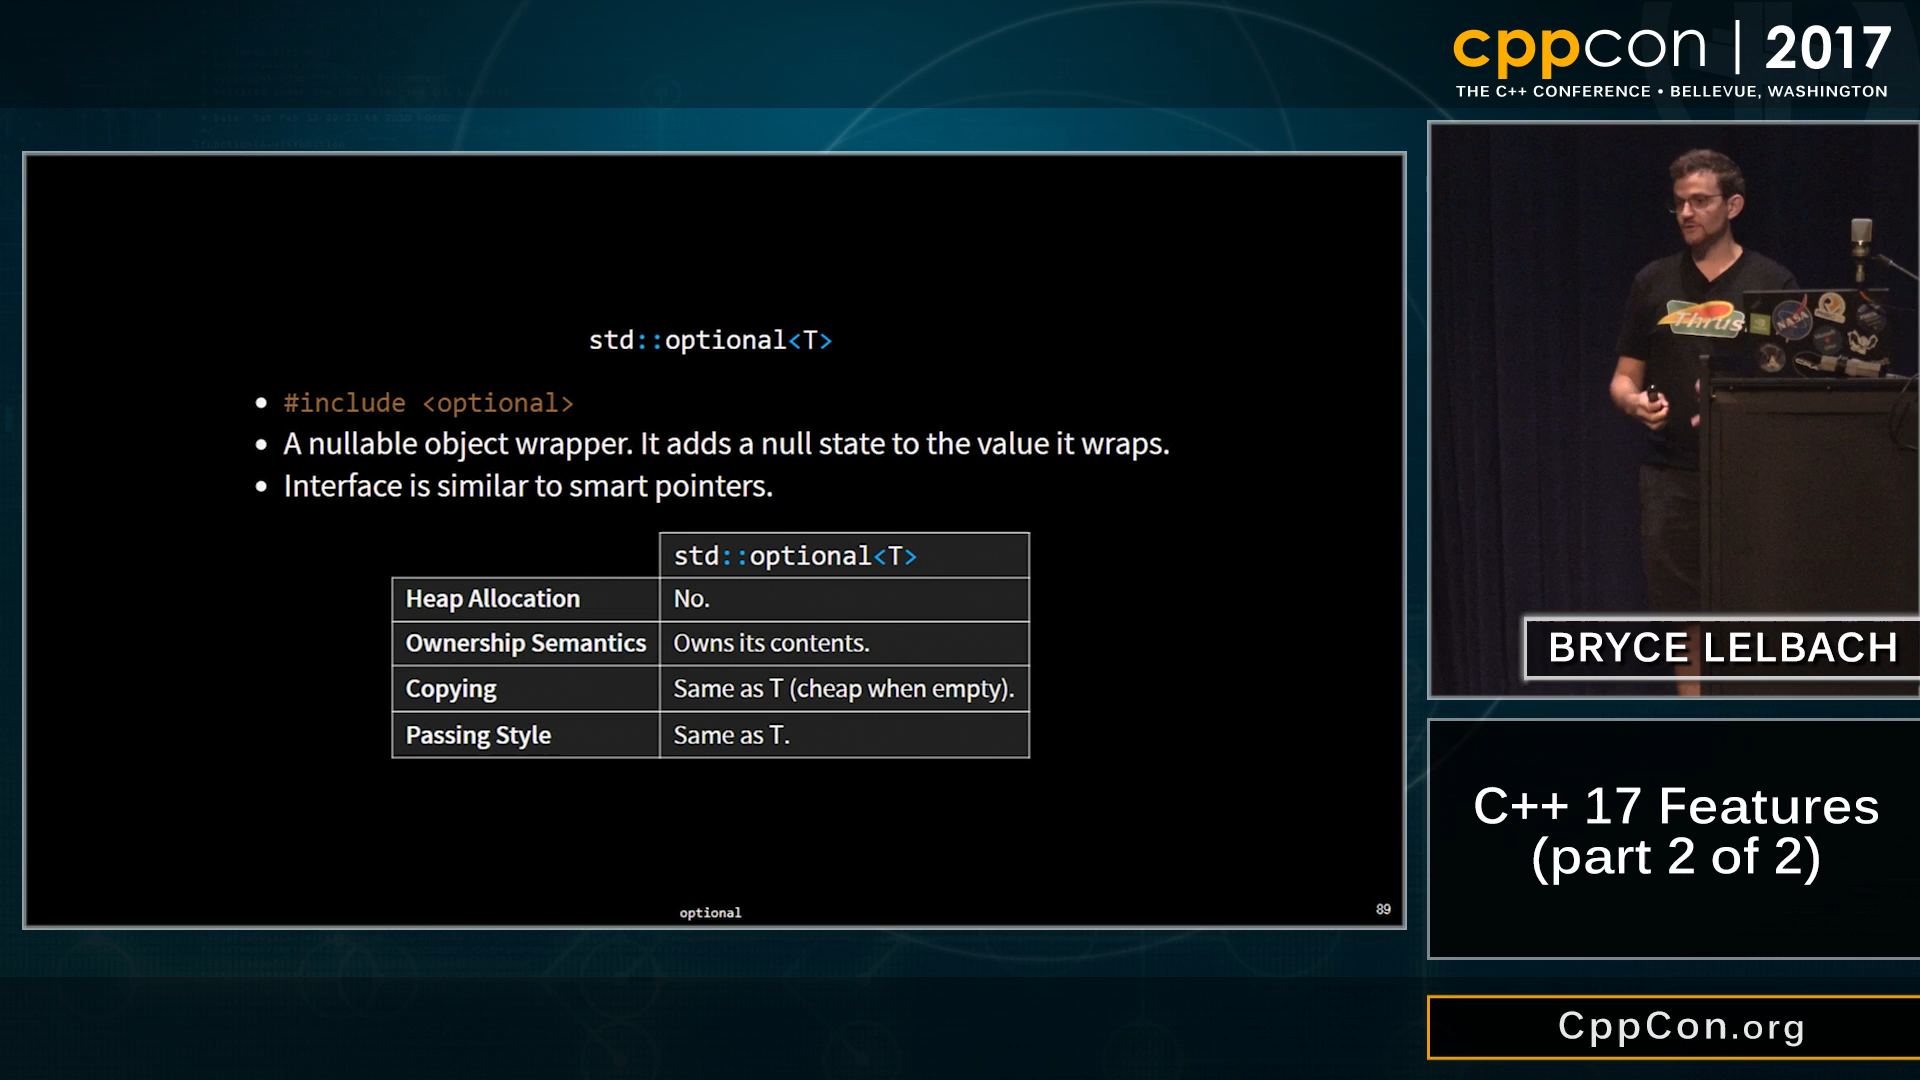 cppcon | 2017
THE C++ CONFERENCE • BELLEVUE, WASHINGTON
std::optional<T>
• #include <optional>
• A nullable object wrapper. It adds a null state to the value it wraps.
• Interface is similar to smart pointers.
std::optional<T>
Heap Allocation No.
Ownership Semantics Owns its contents.
Copying Same as T (cheap when empty).
Passing Style Same as T.
optional
89
Thrus
NASA
BRYCE LELBACH
C++ 17 Features
(part 2 of 2)
CppCon.org